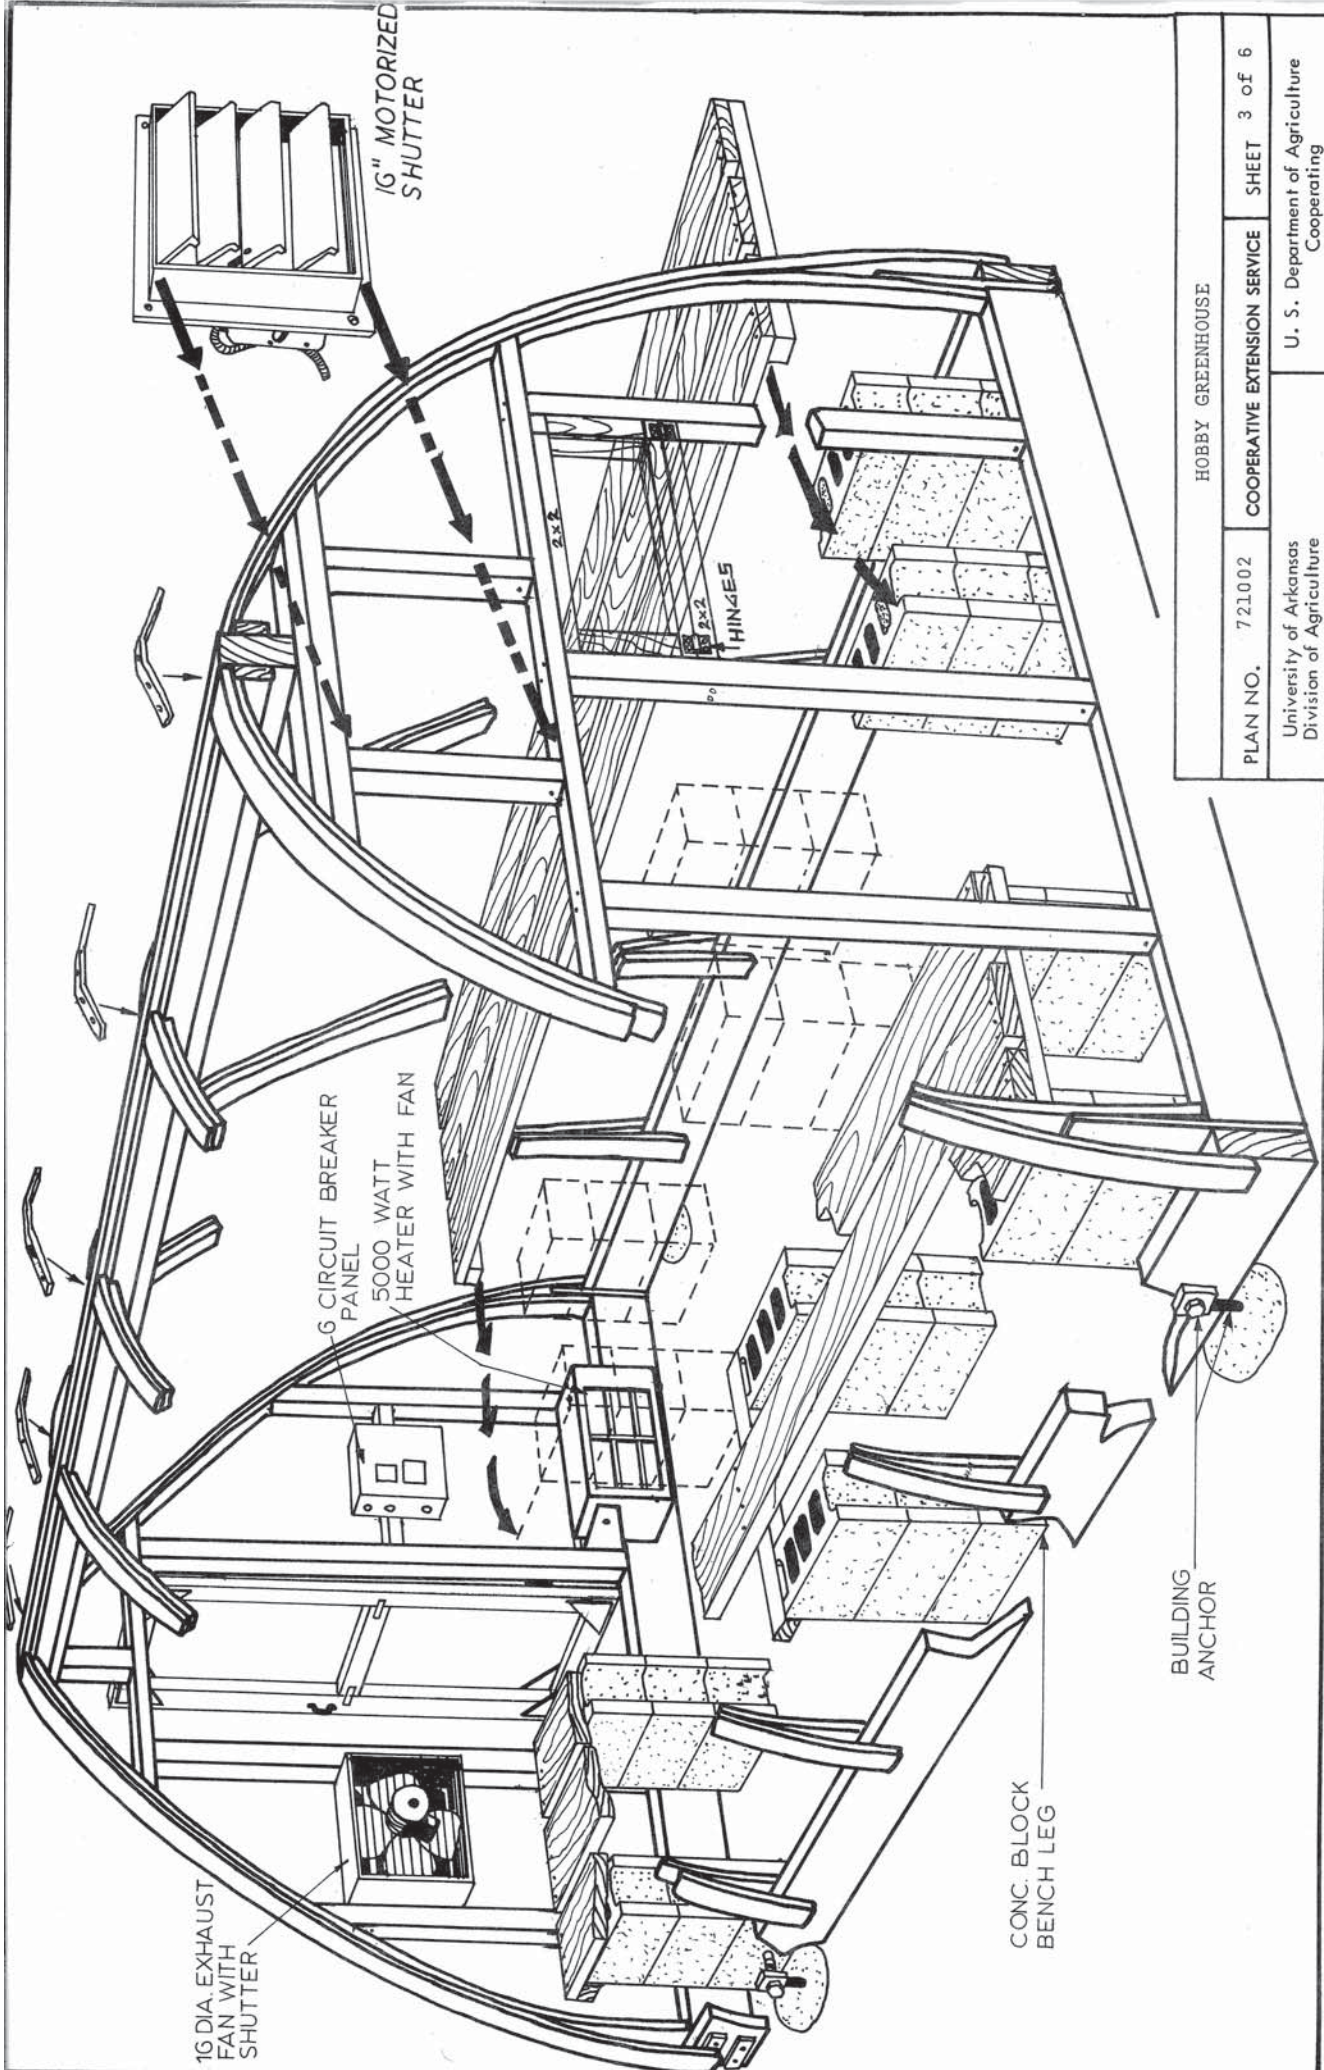 16" MOTORIZED
SHUTTER
2x2
2x2
HINGES
6 CIRCUIT BREAKER
PANEL
5000 WATT
HEATER WITH FAN
16 DIA. EXHAUST
FAN WITH
SHUTTER
CONC. BLOCK
BENCH LEG
BUILDING
ANCHOR
HOBBY GREENHOUSE
PLAN NO. 721002 COOPERATIVE EXTENSION SERVICE SHEET 3 of 6
University of Arkansas
Division of Agriculture
U. S. Department of Agriculture
Cooperating